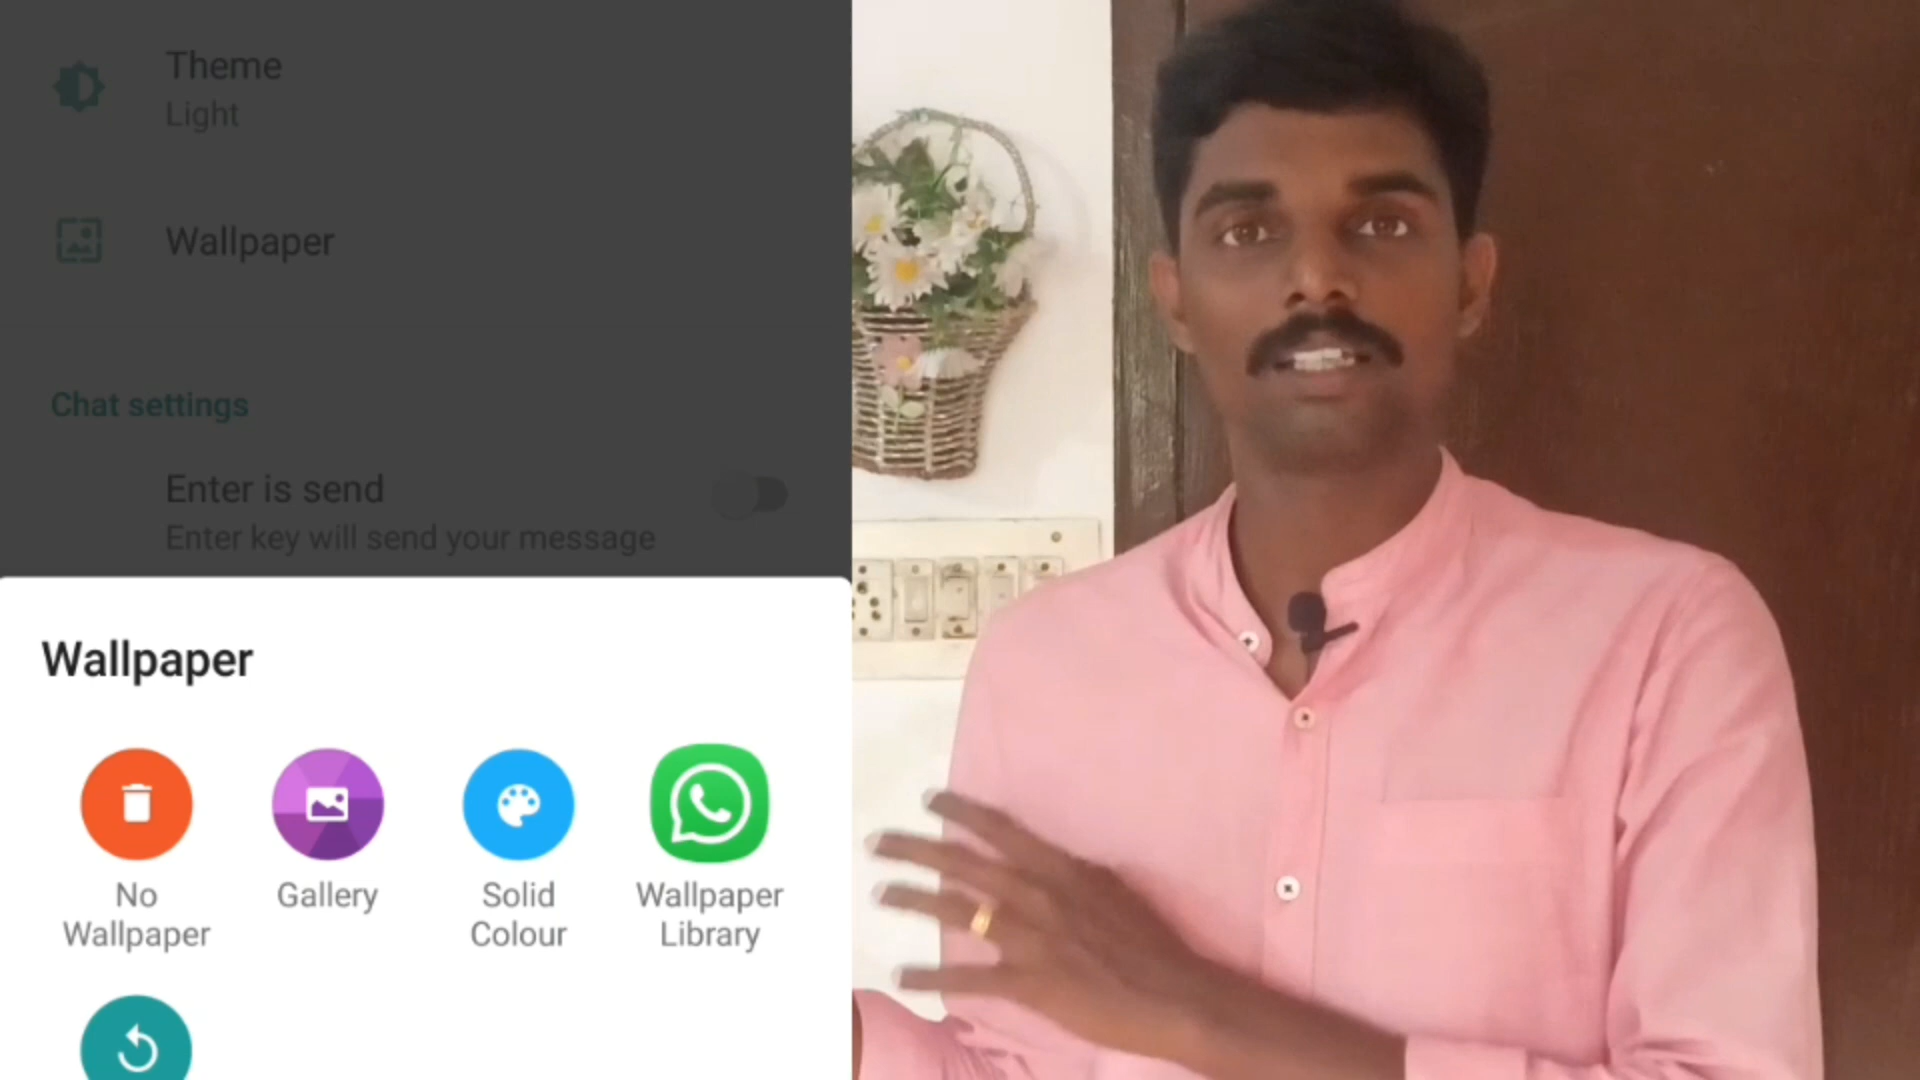 Theme
Light
Wallpaper
Chat settings
Enter is send
Enter key will send your message
Wallpaper
No
Wallpaper
Gallery
Solid
Colour
Wallpaper
Library